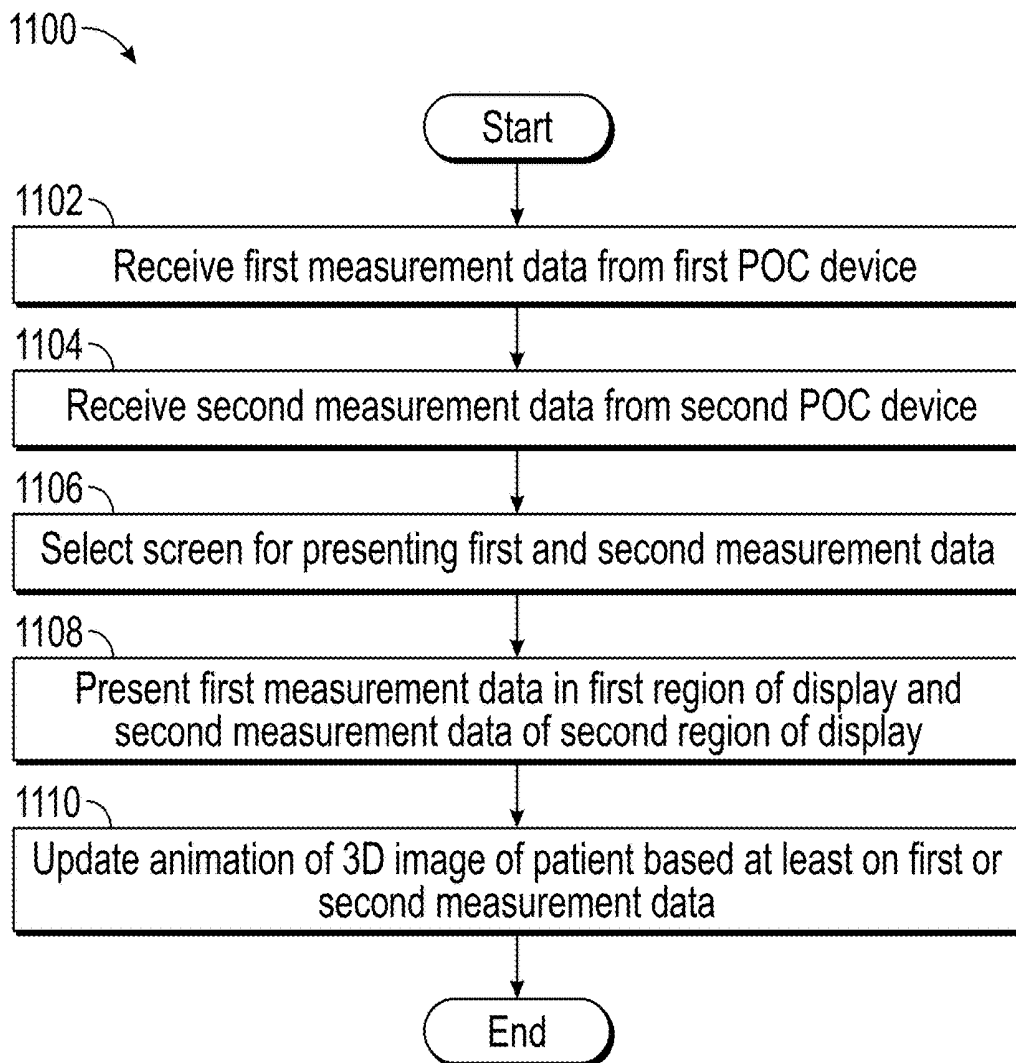 1100
Start
1102
Receive first measurement data from first POC device
1104
Receive second measurement data from second POC device
1106
Select screen for presenting first and second measurement data
1108
Present first measurement data in first region of display and
second measurement data of second region of display
1110
Update animation of 3D image of patient based at least on first or
second measurement data
End